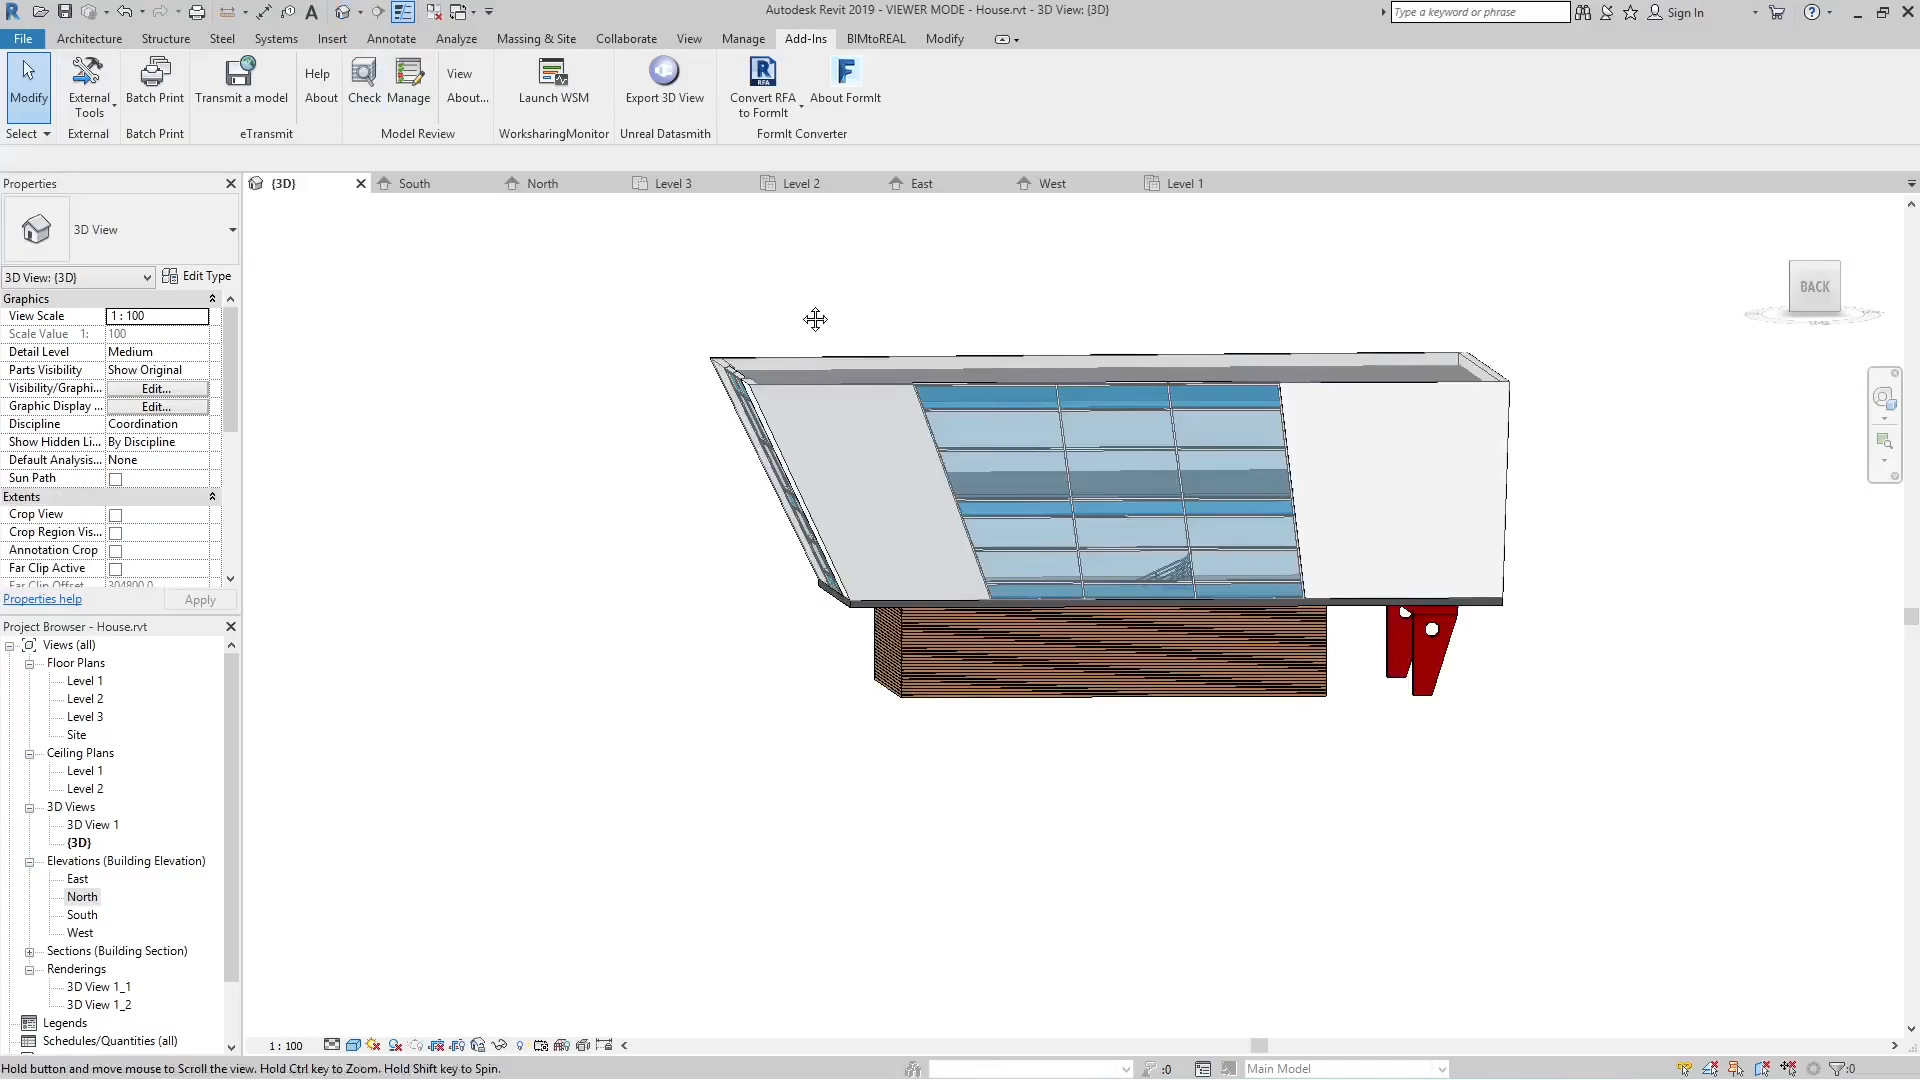 Autodesk Revit 2019 - VIEWER MODE - House.rvt - 3D View: {3D}
Type a keyword or phrase
Sign In
File Architecture Structure Steel Systems Insert Annotate Analyze Massing & Site Collaborate View Manage Add-Ins BIMtoREAL Modify
Modify
External Tools
Batch Print
Transmit a model
Help
About
Check
Manage
View
About...
Launch WSM
Export 3D View
Convert RFA to FormIt
About FormIt
Select External Batch Print eTransmit Model Review WorksharingMonitor Unreal Datasmith FormIt Converter
Properties
{3D} South North Level 3 Level 2 East West Level 1
3D View
3D View: {3D} Edit Type
Graphics
View Scale 1 : 100
Scale Value 1: 100
Detail Level Medium
Parts Visibility Show Original
Visibility/Graphi... Edit...
Graphic Display ... Edit...
Discipline Coordination
Show Hidden Li... By Discipline
Default Analysis... None
Sun Path
Extents
Crop View
Crop Region Vis...
Annotation Crop
Far Clip Active
Far Clip Offset 304800.0
Properties help Apply
BACK
Project Browser - House.rvt
Views (all)
Floor Plans
Level 1
Level 2
Level 3
Site
Ceiling Plans
Level 1
Level 2
3D Views
3D View 1
{3D}
Elevations (Building Elevation)
East
North
South
West
Sections (Building Section)
Renderings
3D View 1_1
3D View 1_2
Legends
Schedules/Quantities (all)
1 : 100
Hold button and move mouse to Scroll the view. Hold Ctrl key to Zoom. Hold Shift key to Spin.
:0
Main Model
:0